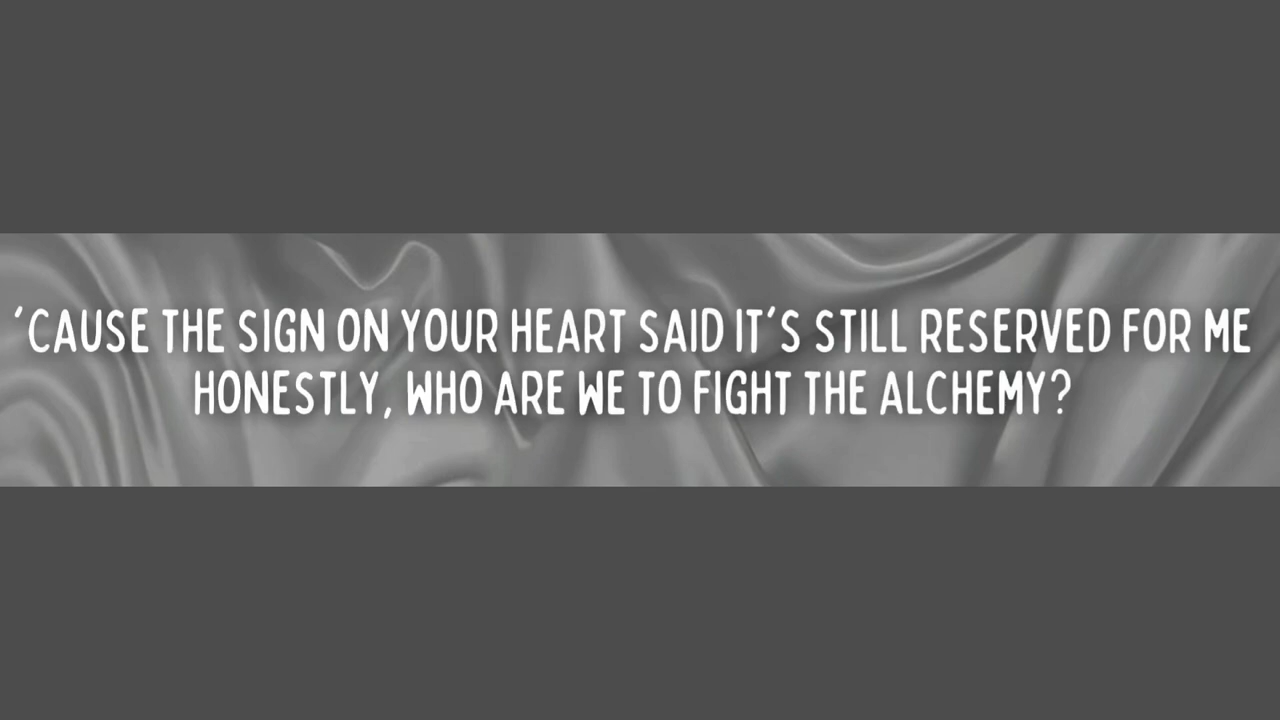 'CAUSE THE SIGN ON YOUR HEART SAID IT'S STILL RESERVED FOR ME
HONESTLY, WHO ARE WE TO FIGHT THE ALCHEMY?